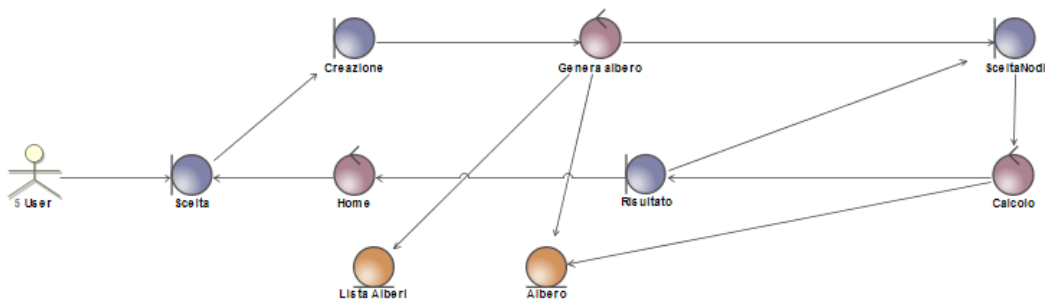 Creazione
Genera albero
SceltaNodi
5 User
Scelta
Home
Risultato
Calcolo
Lista Alberi
Albero